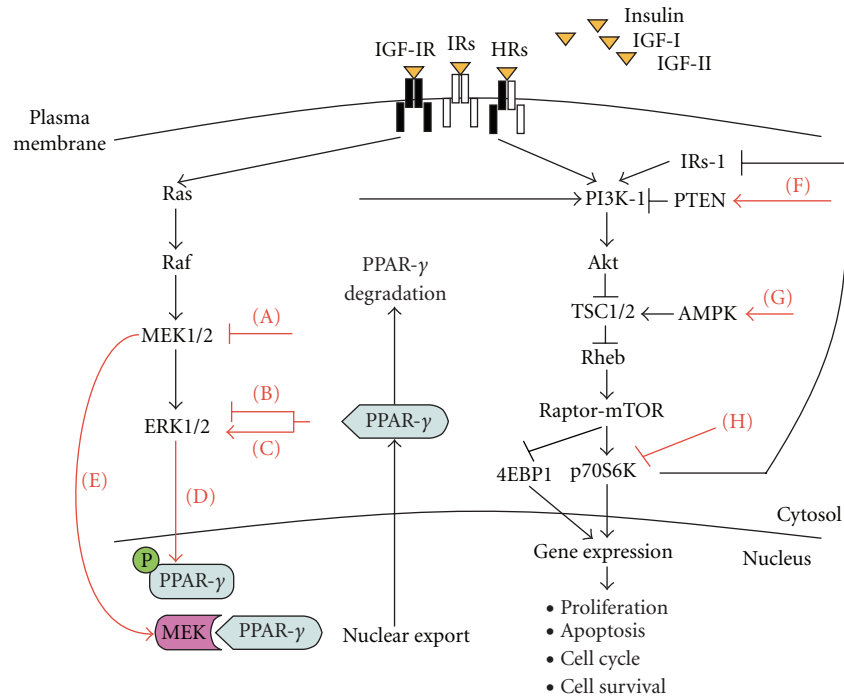 Insulin
IGF-I
IGF-II
IGF-IR
IRs
HRs
Plasma
membrane
IRs-1
Ras
PI3K-1
PTEN
(F)
Raf
PPAR-γ
degradation
Akt
(A)
MEK1/2
TSC1/2
AMPK
(G)
Rheb
(B)
ERK1/2
(C)
PPAR-γ
Raptor-mTOR
(H)
(E)
(D)
4EBP1
p70S6K
Cytosol
Nucleus
P
PPAR-γ
Gene expression
MEK
PPAR-γ
Nuclear export
• Proliferation
• Apoptosis
• Cell cycle
• Cell survival